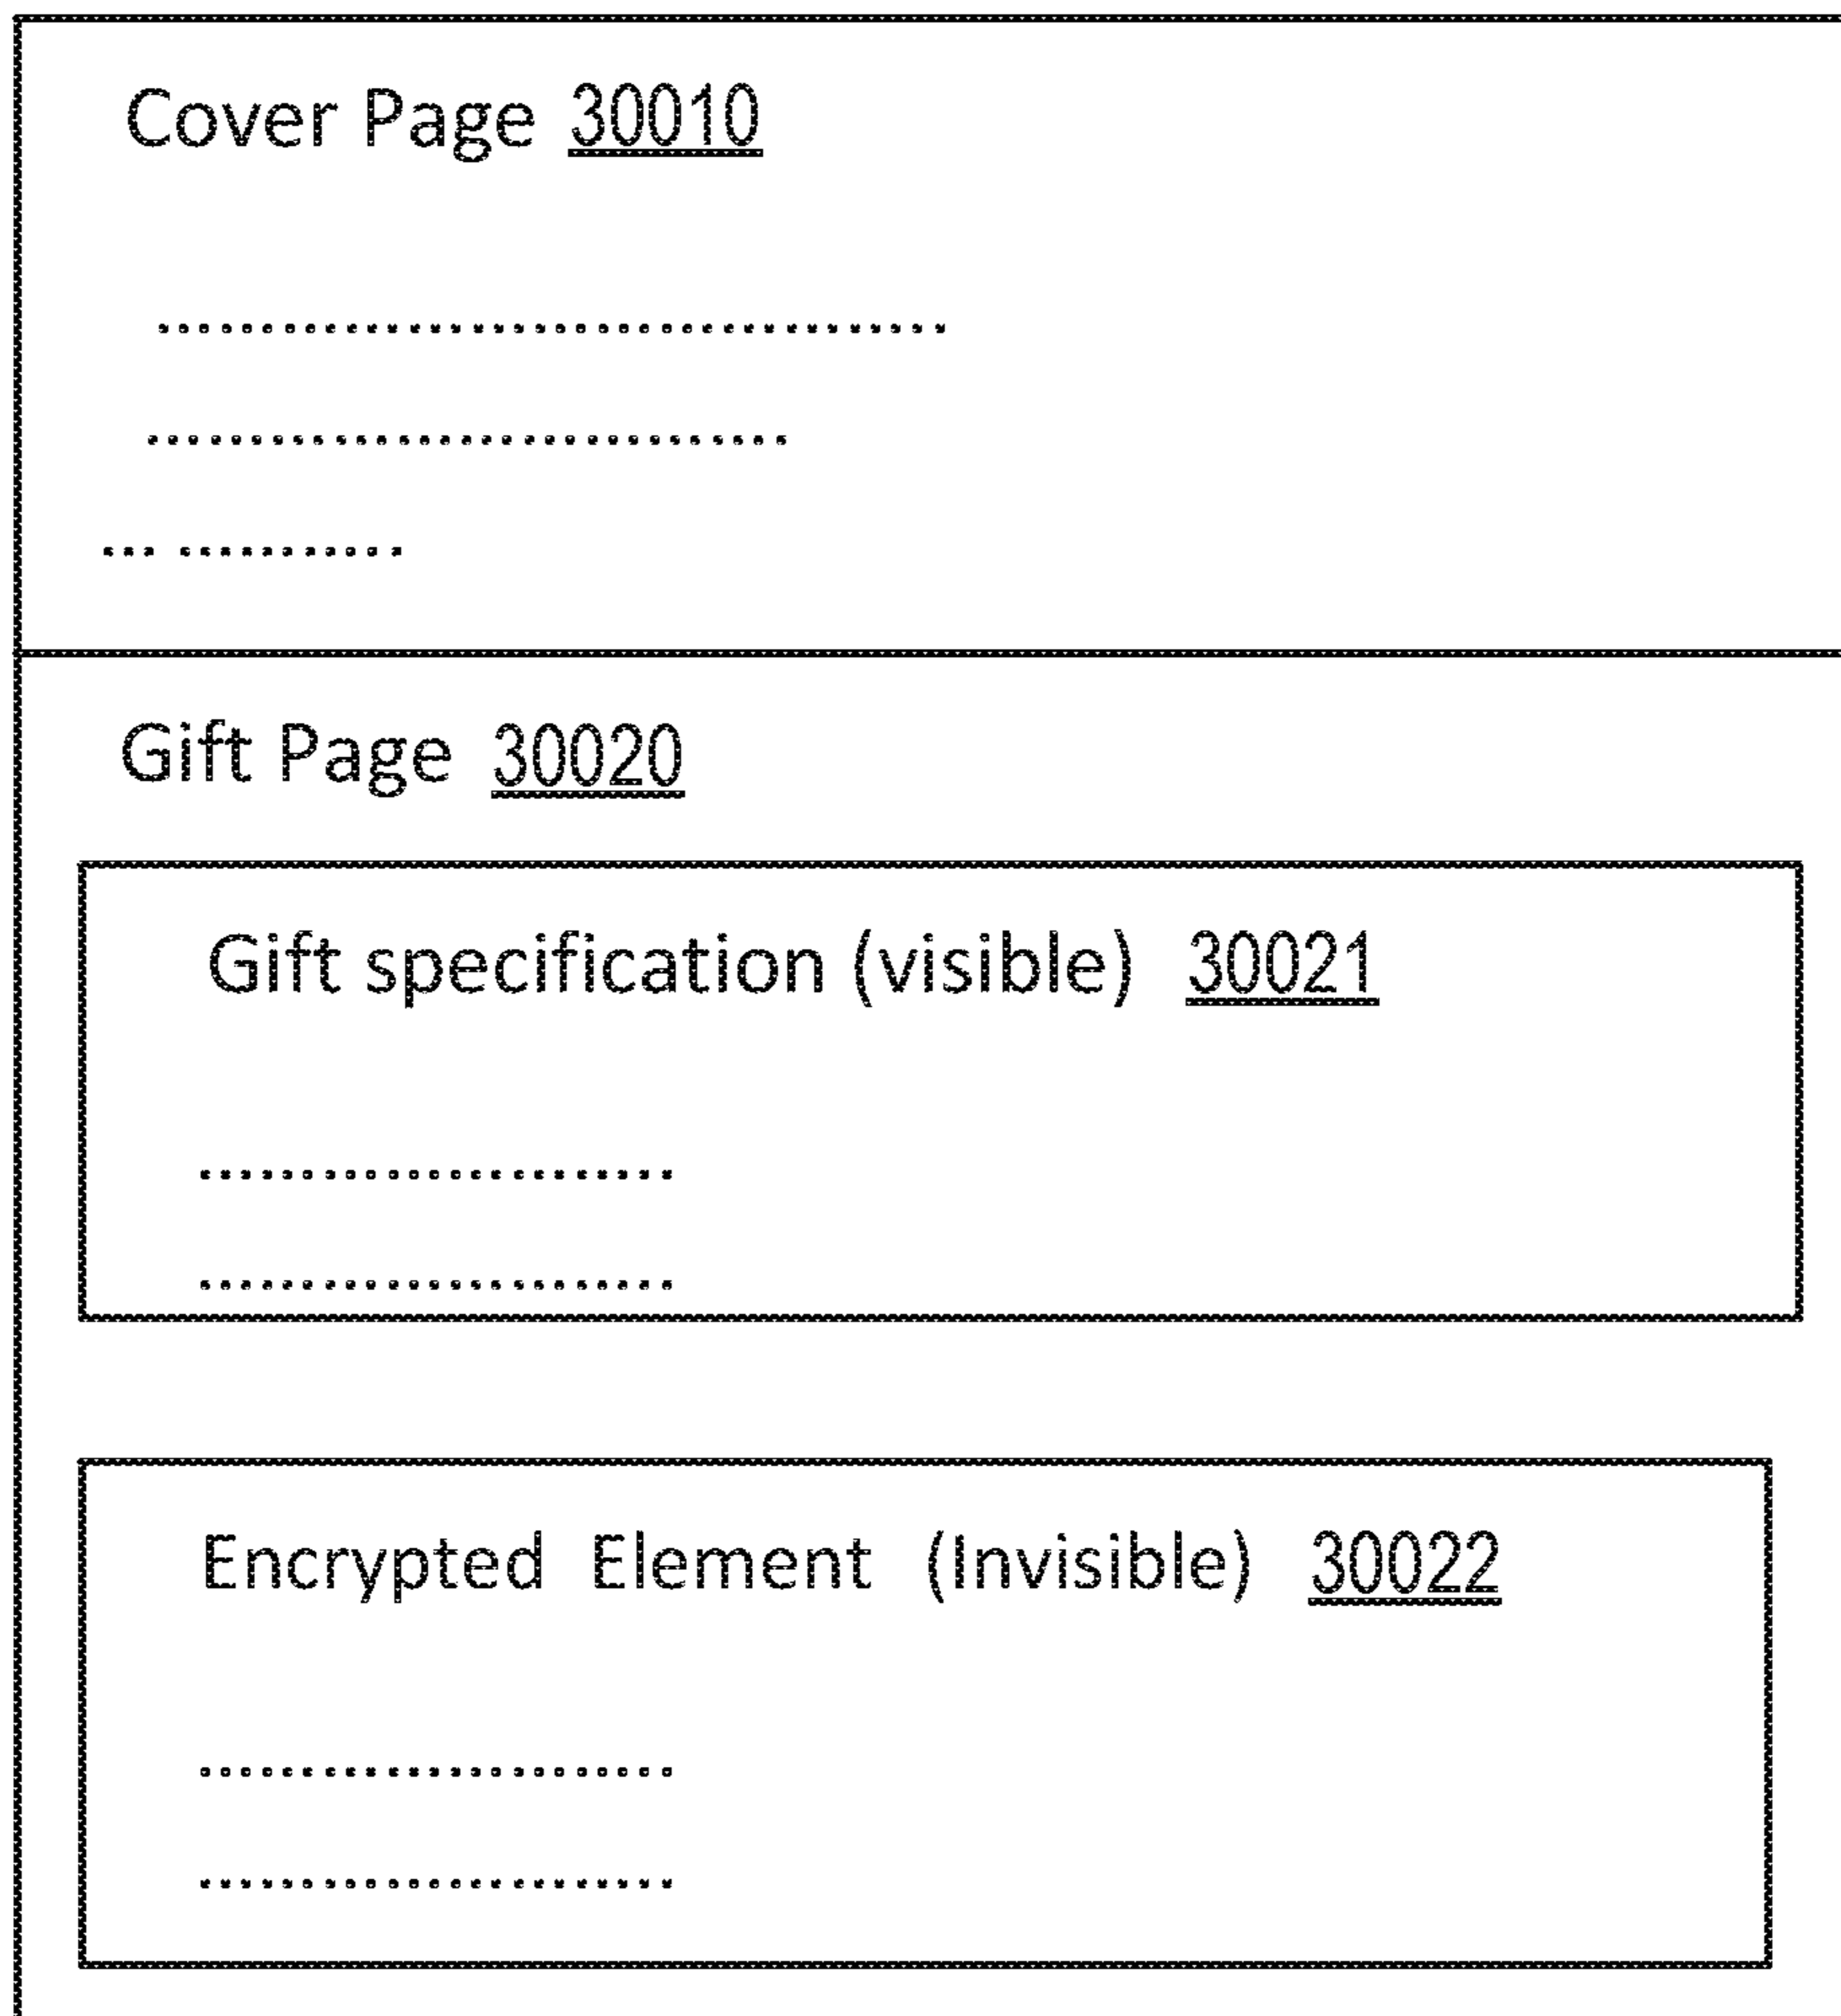 Cover Page 30010
......................................
...............................
... ...........
Gift Page 30020
Gift specification (visible) 30021
.......................
.......................
Encrypted Element (Invisible) 30022
.......................
.......................